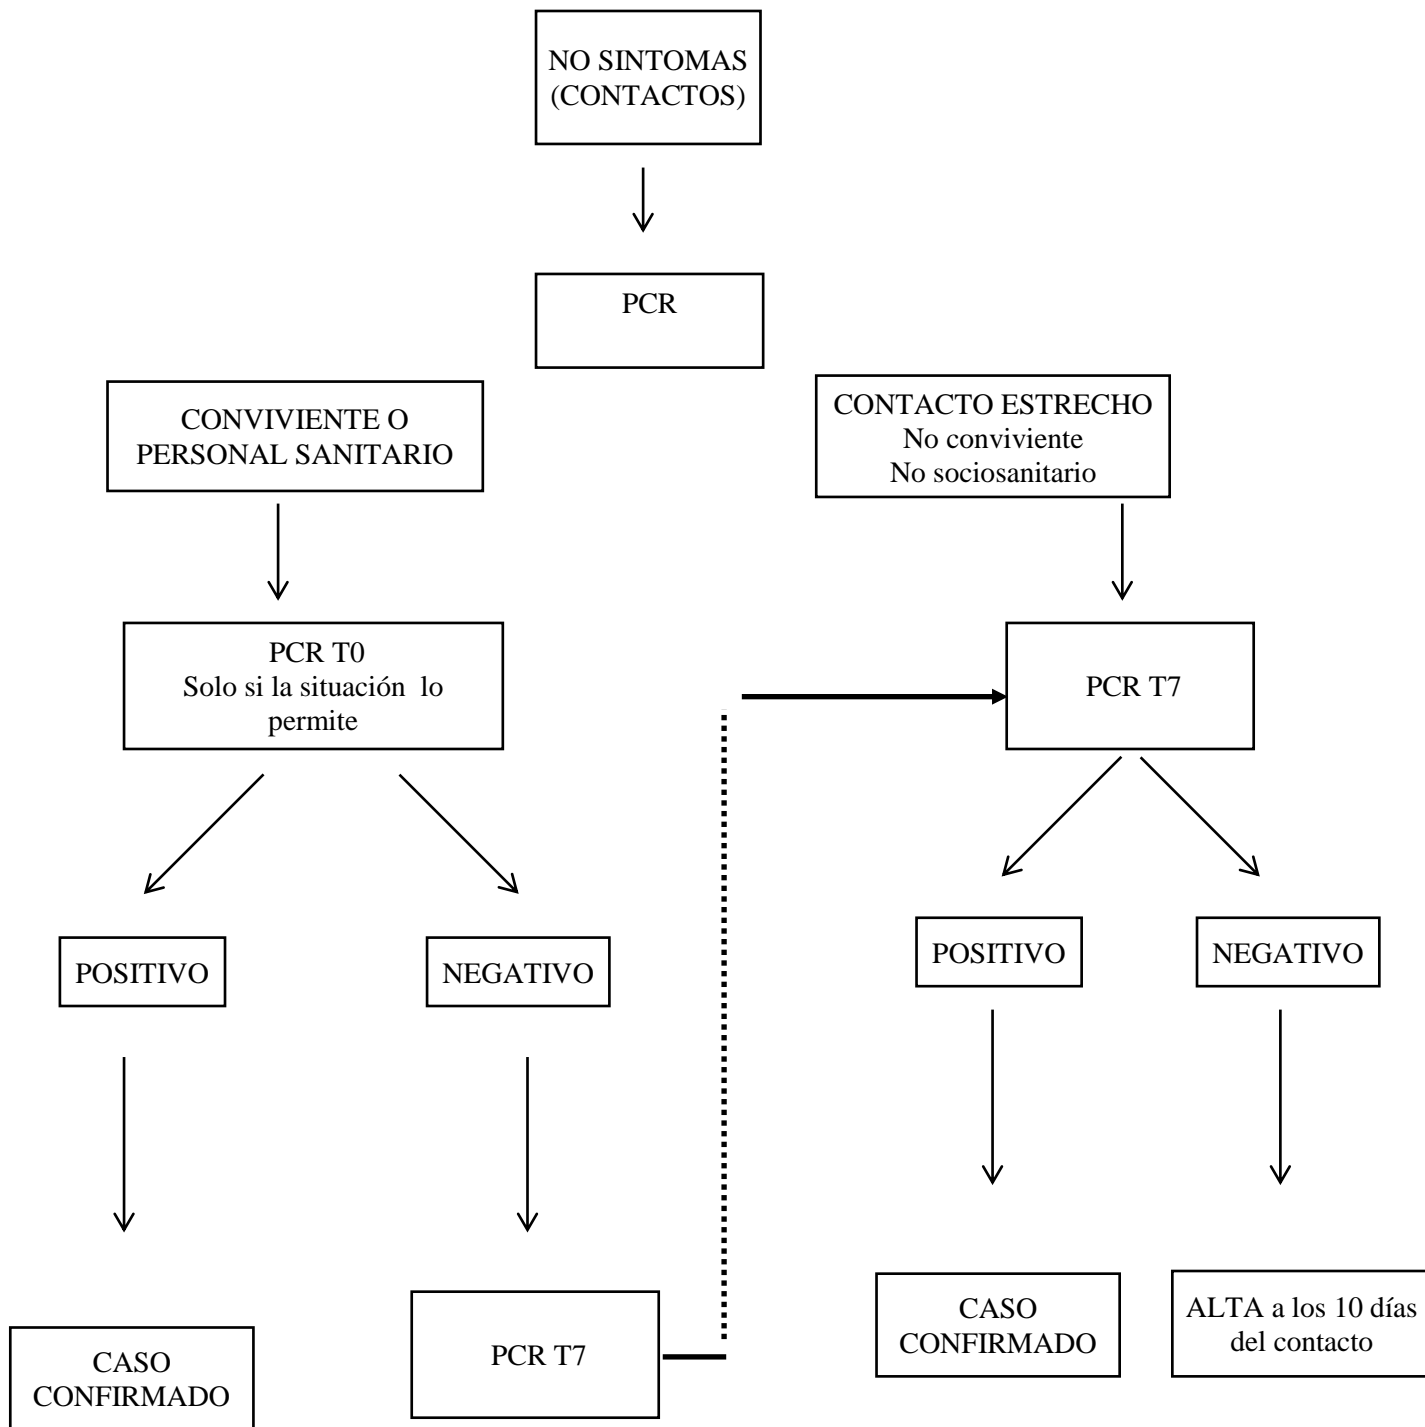 NO SINTOMAS
(CONTACTOS)
PCR
CONVIVIENTE O
PERSONAL SANITARIO
CONTACTO ESTRECHO
No conviviente
No sociosanitario
PCR T0
Solo si la situación lo
permite
PCR T7
POSITIVO
NEGATIVO
POSITIVO
NEGATIVO
CASO
CONFIRMADO
PCR T7
CASO
CONFIRMADO
ALTA a los 10 días
del contacto